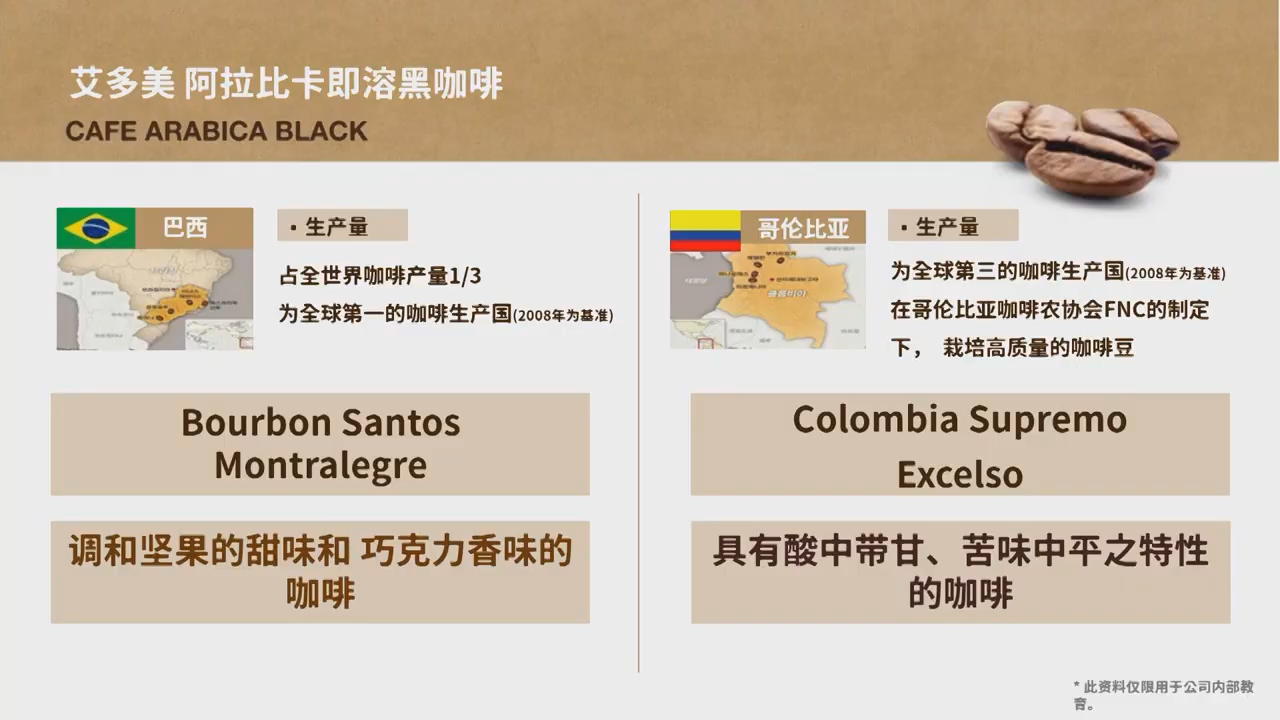 艾多美 阿拉比卡即溶黑咖啡
CAFE ARABICA BLACK
巴西
· 生产量
占全世界咖啡产量1/3
为全球第一的咖啡生产国(2008年为基准)
Bourbon Santos
Montralegre
调和坚果的甜味和 巧克力香味的
咖啡
哥伦比亚
· 生产量
为全球第三的咖啡生产国(2008年为基准)
在哥伦比亚咖啡农协会FNC的制定
下， 栽培高质量的咖啡豆
콜롬비아
Colombia Supremo
Excelso
具有酸中带甘、苦味中平之特性
的咖啡
* 此资料仅限用于公司内部教
育。